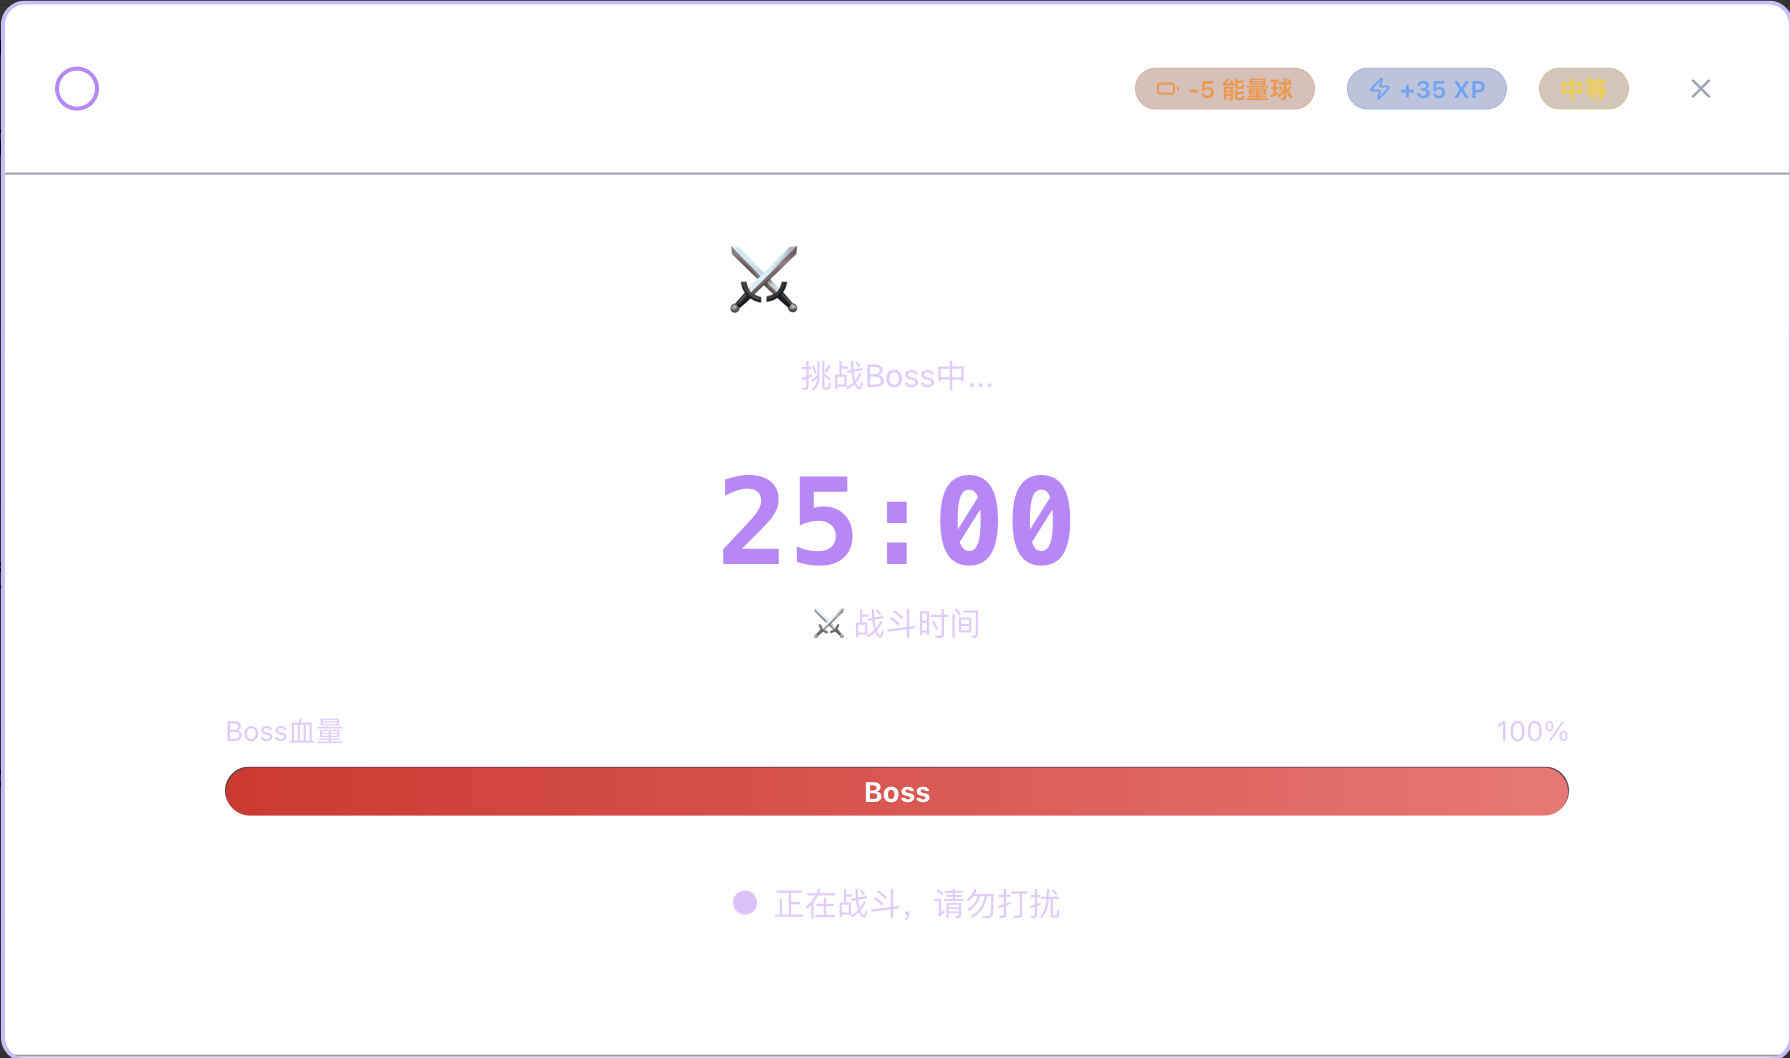 -5 能量球
+35 XP
中等
挑战Boss中...
25:00
战斗时间
Boss血量
100%
Boss
正在战斗，请勿打扰